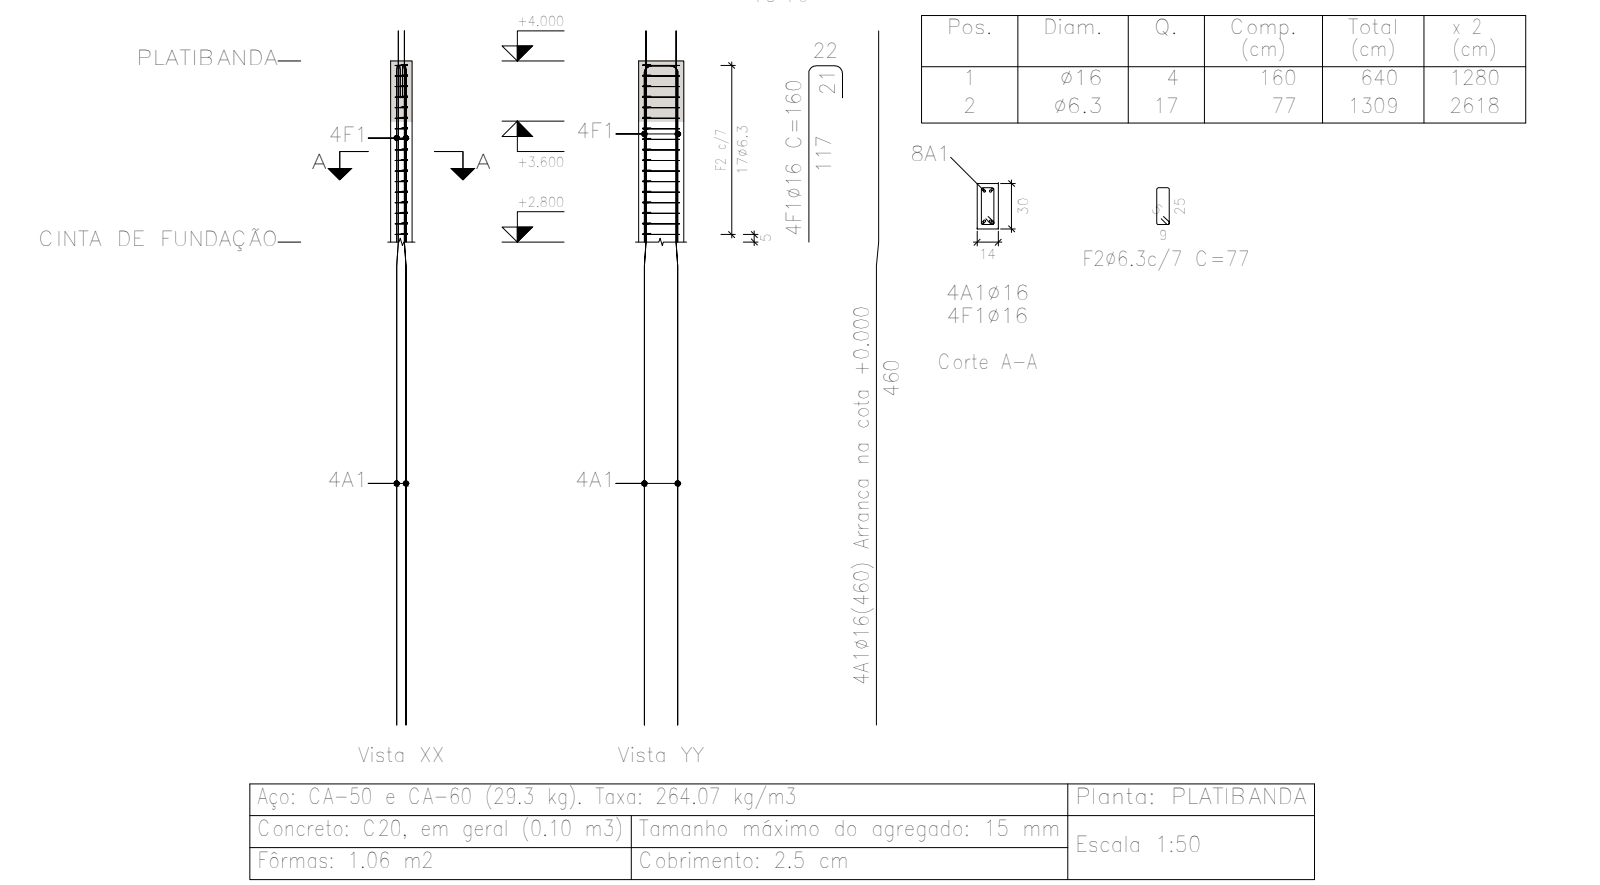 Pos. Diam. Q. Comp. (cm) Total (cm) x 2 (cm)
1 ø16 4 160 640 1280
2 ø6.3 17 77 1309 2618
+4.000
PLATIBANDA
4F1
A A
+3.600
+2.800
CINTA DE FUNDAÇÃO
4A1
Vista XX
4F1
4A1
Vista YY
F2 c/7
17ø6.3
5
4F1ø16 C=160
22
21
117
4A1ø16(460) Arranca na cota +0.000
460
8A1
30
14
4A1ø16
4F1ø16
Corte A-A
25
9
F2ø6.3c/7 C=77
Aço: CA-50 e CA-60 (29.3 kg). Taxa: 264.07 kg/m3
Planta: PLATIBANDA
Concreto: C20, em geral (0.10 m3)
Tamanho máximo do agregado: 15 mm
Escala 1:50
Fôrmas: 1.06 m2
Cobrimento: 2.5 cm